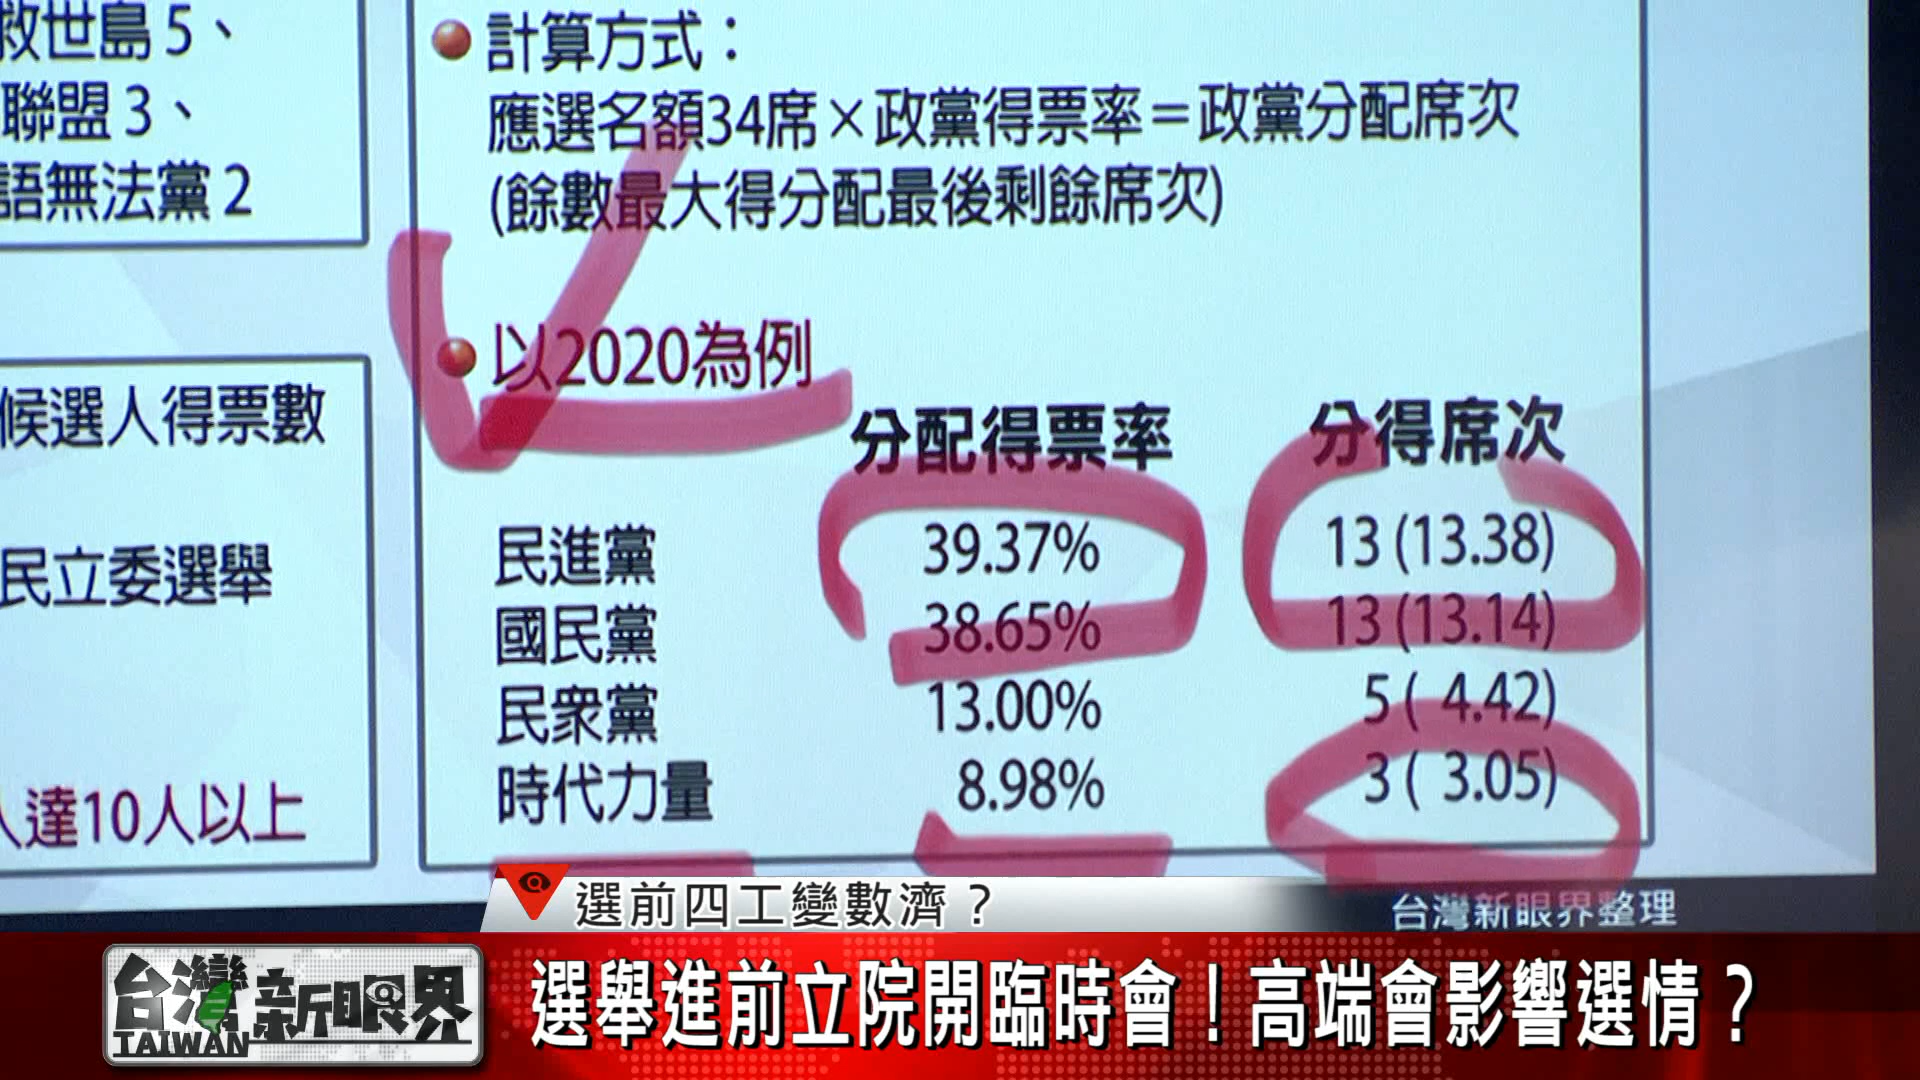 救世島 5、
聯盟 3、
語無法黨 2
候選人得票數
民立委選舉
人達10人以上
計算方式：
應選名額34席×政黨得票率＝政黨分配席次
(餘數最大得分配最後剩餘席次)
以2020為例
分配得票率 分得席次
民進黨 39.37% 13 (13.38)
國民黨 38.65% 13 (13.14)
民眾黨 13.00% 5 ( 4.42)
時代力量 8.98% 3 ( 3.05)
台灣新眼界整理
選前四工變數濟？
台灣新眼界
TAIWAN
選舉進前立院開臨時會！高端會影響選情？